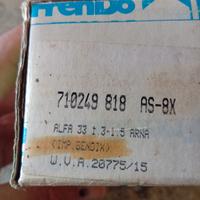 Frendo
710249 818 AS-8X
ALFA 33 1.3-1.5 ARNA
(IMP.BENDIX)
W.V.A.20775/15